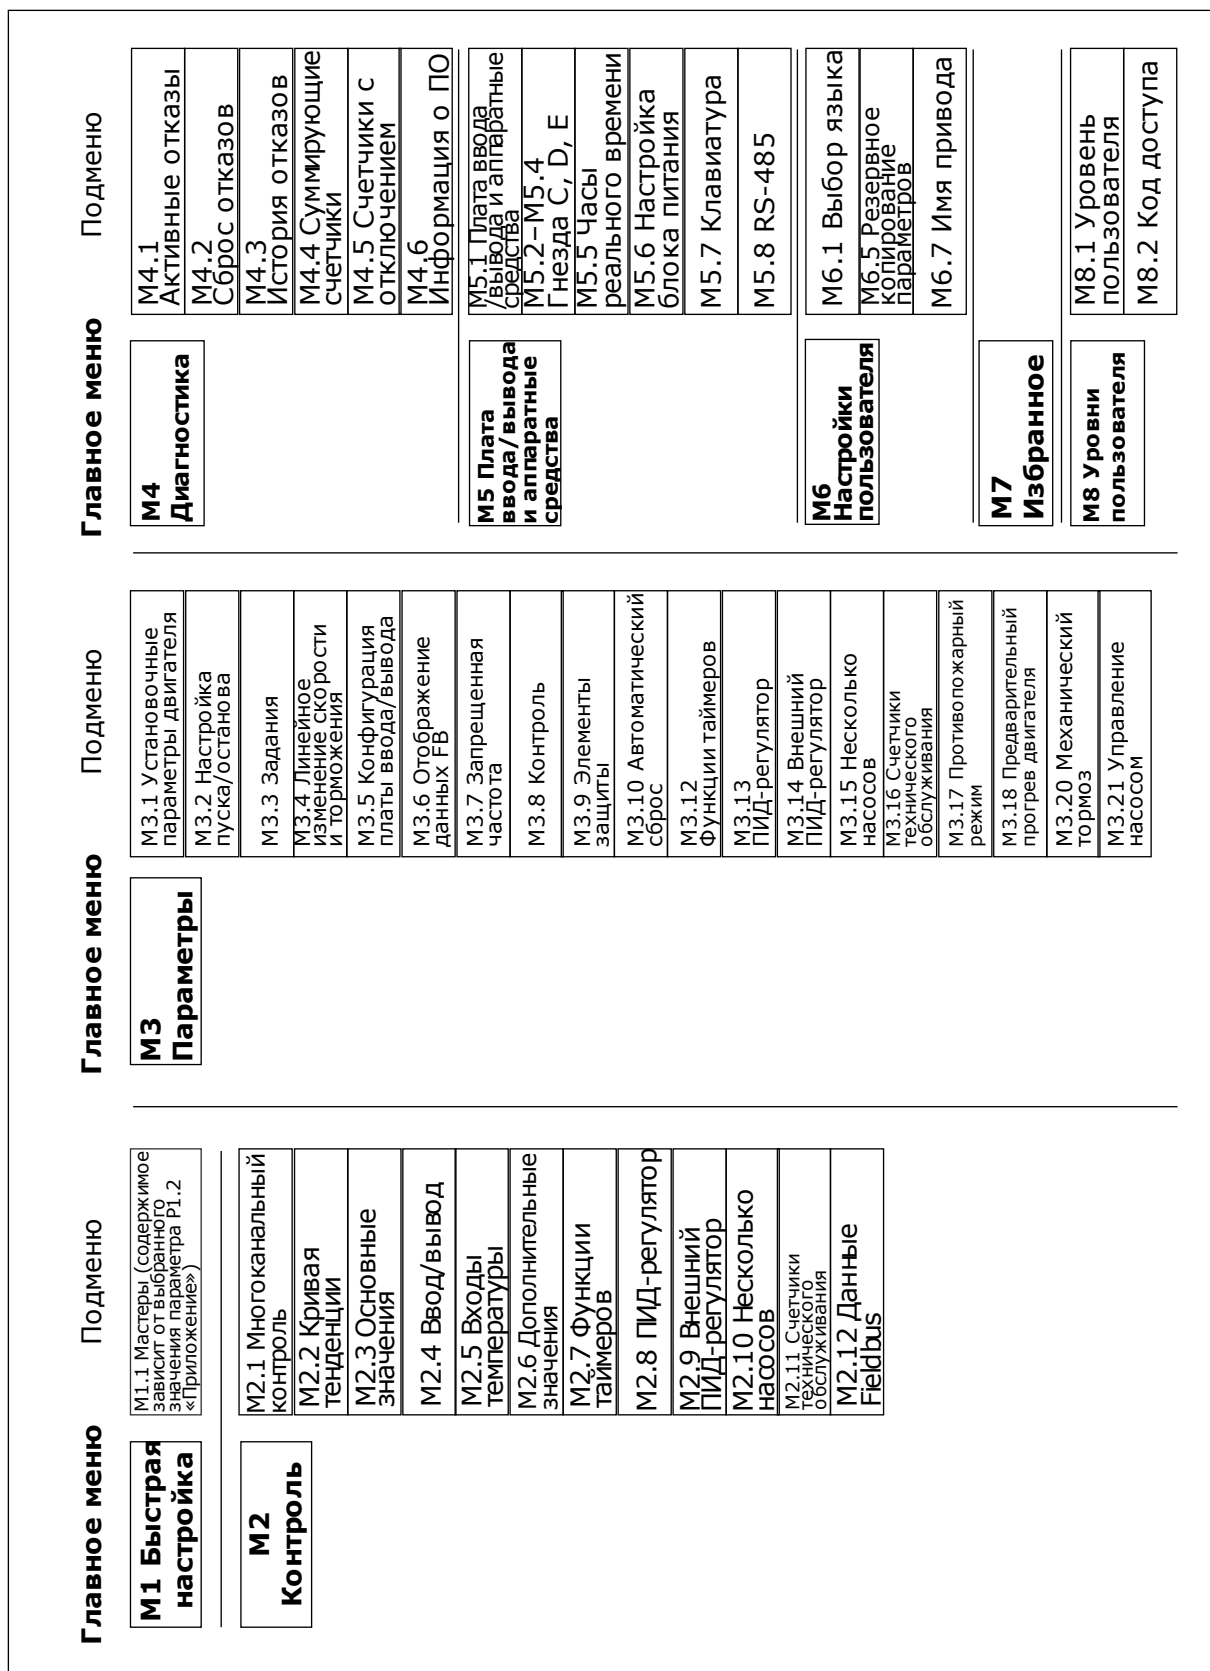 Главное меню
Подменю
М1 Быстрая
настройка
M1.1 Мастеры (содержимое
зависит от выбранного
значения параметра P1.2
«Приложение»)
М2
Контроль
M2.1 Многоканальный
контроль
M2.2 Кривая
тенденции
M2.3 Основные
значения
M2.4 Ввод/вывод
M2.5 Входы
температуры
M2.6 Дополнительные
значения
M2.7 Функции
таймеров
M2.8 ПИД-регулятор
M2.9 Внешний
ПИД-регулятор
M2.10 Несколько
насосов
M2.11 Счетчики
технического
обслуживания
M2.12 Данные
Fieldbus
Главное меню
Подменю
М3
Параметры
M3.1 Установочные
параметры двигателя
M3.2 Настройка
пуска/останова
M3.3 Задания
M3.4 Линейное
изменение скорости
и торможения
M3.5 Конфигурация
платы ввода/вывода
M3.6 Отображение
данных FB
M3.7 Запрещенная
частота
M3.8 Контроль
M3.9 Элементы
защиты
M3.10 Автоматический
сброс
M3.12
Функции таймеров
M3.13
ПИД-регулятор
M3.14 Внешний
ПИД-регулятор
M3.15 Несколько
насосов
M3.16 Счетчики
технического
обслуживания
M3.17 Противопожарный
режим
M3.18 Предварительный
прогрев двигателя
M3.20 Механический
тормоз
M3.21 Управление
насосом
Главное меню
Подменю
М4
Диагностика
M4.1
Активные отказы
M4.2
Сброс отказов
M4.3
История отказов
M4.4 Суммирующие
счетчики
M4.5 Счетчики с
отключением
M4.6
Информация о ПО
М5 Плата
ввода/вывода
и аппаратные
средства
M5.1 Плата ввода
/вывода и аппаратные
средства
M5.2–M5.4
Гнезда C, D, E
M5.5 Часы
реального времени
M5.6 Настройка
блока питания
M5.7 Клавиатура
M5.8 RS-485
М6
Настройки
пользователя
M6.1 Выбор языка
M6.5 Резервное
копирование
параметров
M6.7 Имя привода
М7
Избранное
М8 Уровни
пользователя
M8.1 Уровень
пользователя
M8.2 Код доступа